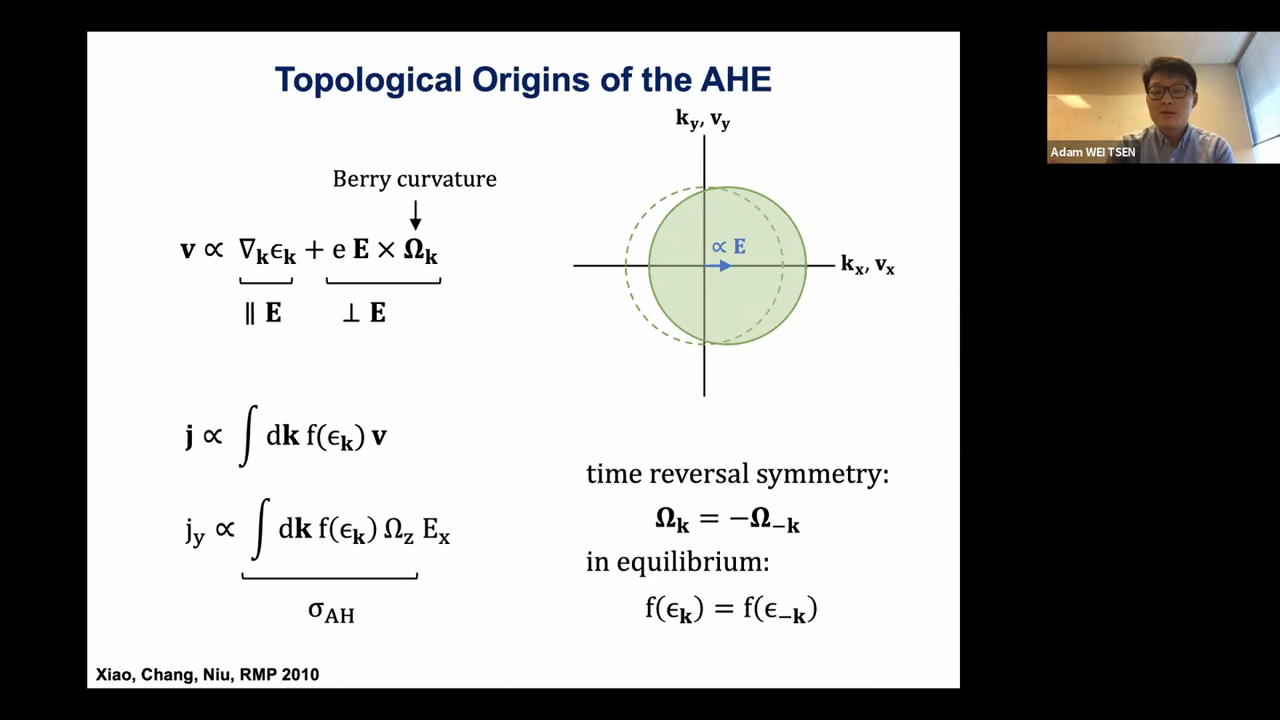 Topological Origins of the AHE
Berry curvature
v ∝ ∇kϵk + e E × Ωk
∥ E ⊥ E
j ∝ ∫ dk f(ϵk) v
jy ∝ ∫ dk f(ϵk) Ωz Ex
σAH
ky, vy
∝ E
kx, vx
time reversal symmetry:
Ωk = −Ω−k
in equilibrium:
f(ϵk) = f(ϵ−k)
Xiao, Chang, Niu, RMP 2010
Adam WEI TSEN